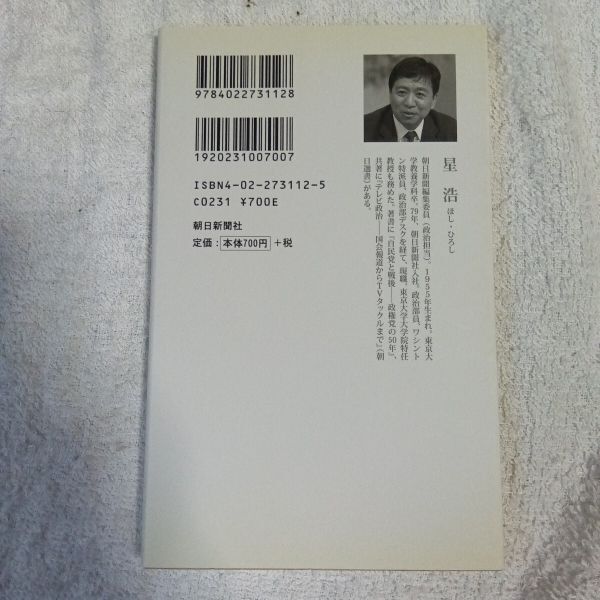 9784022731128
1920231007007
ISBN4-02-273112-5
C0231 ¥700E
朝日新聞社
定価：本体700円＋税
星 浩 ほし・ひろし
朝日新聞編集委員（政治担当）。1955年生まれ。東京大
学教養学科卒。79年、朝日新聞社入社。政治部員、ワシント
ン特派員、政治部デスクを経て、現職。東京大学大学院特任
教授も務めた。著書に『自民党と戦後――政権党の50年』、
共著に『テレビ政治――国会報道からTVタックルまで』（朝
日選書）がある。